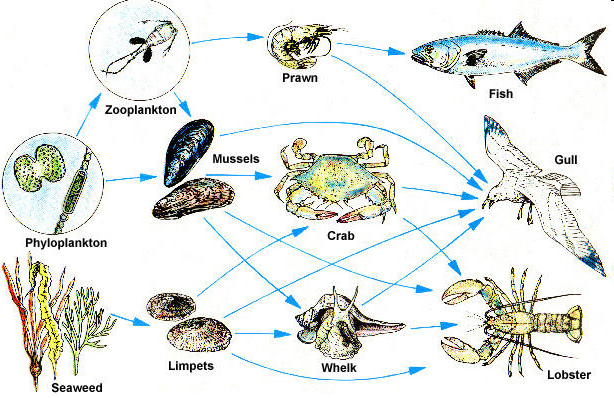 Zooplankton
Prawn
Fish
Phyloplankton
Mussels
Crab
Gull
Seaweed
Limpets
Whelk
Lobster